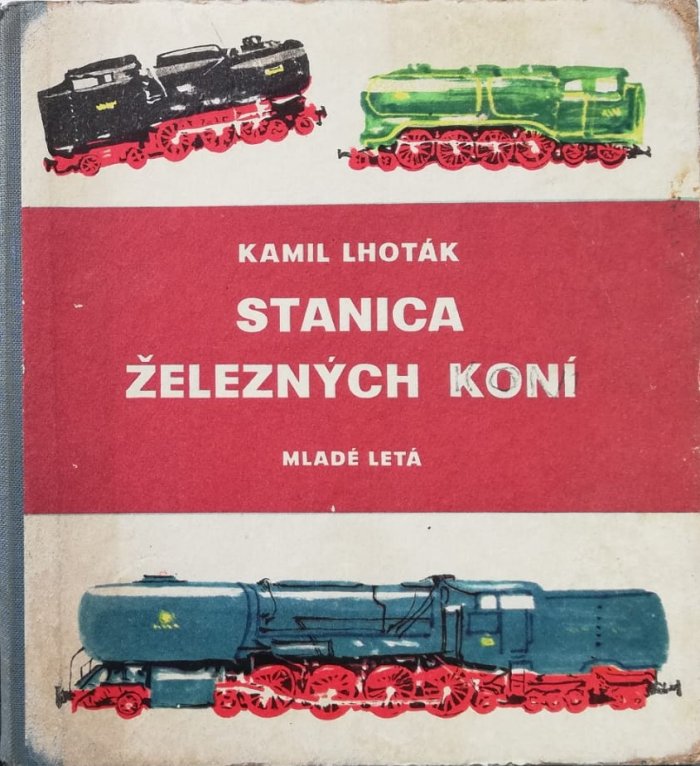 KAMIL LHOTÁK
STANICA
ŽELEZNÝCH KONÍ
MLADÉ LETÁ